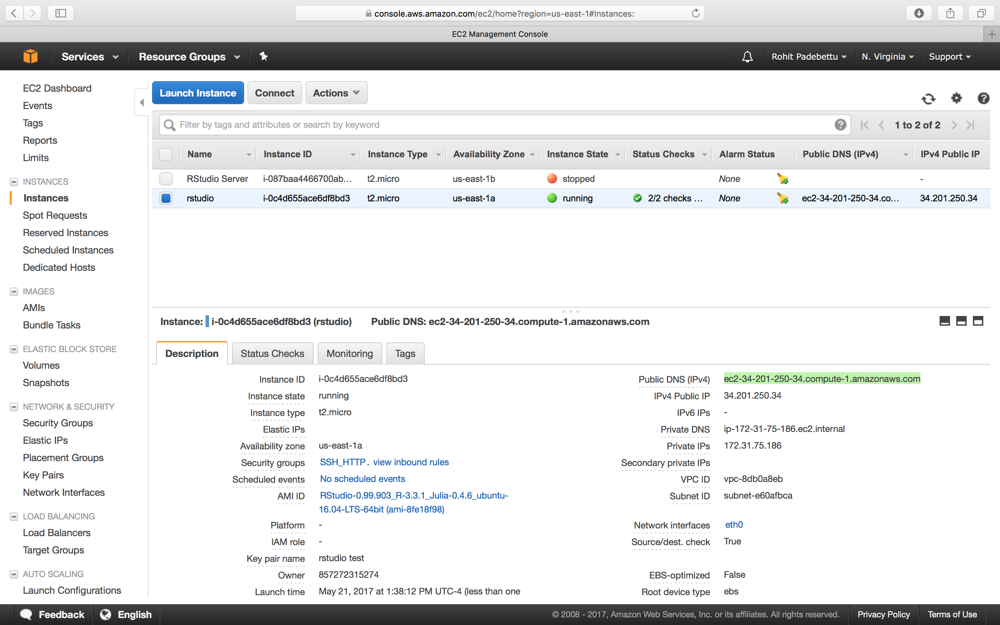 console.aws.amazon.com/ec2/home?region=us-east-1#Instances:
EC2 Management Console
Services
Resource Groups
Rohit Padebettu
N. Virginia
Support
EC2 Dashboard
Events
Tags
Reports
Limits
INSTANCES
Instances
Spot Requests
Reserved Instances
Scheduled Instances
Dedicated Hosts
IMAGES
AMIs
Bundle Tasks
ELASTIC BLOCK STORE
Volumes
Snapshots
NETWORK & SECURITY
Security Groups
Elastic IPs
Placement Groups
Key Pairs
Network Interfaces
LOAD BALANCING
Load Balancers
Target Groups
AUTO SCALING
Launch Configurations
Launch Instance Connect Actions
Filter by tags and attributes or search by keyword
1 to 2 of 2
Name Instance ID Instance Type Availability Zone Instance State Status Checks Alarm Status Public DNS (IPv4) IPv4 Public IP
RStudio Server i-087baa4466700ab... t2.micro us-east-1b stopped None -
rstudio i-0c4d655ace6df8bd3 t2.micro us-east-1a running 2/2 checks ... None ec2-34-201-250-34.co... 34.201.250.34
Instance: i-0c4d655ace6df8bd3 (rstudio) Public DNS: ec2-34-201-250-34.compute-1.amazonaws.com
Description Status Checks Monitoring Tags
Instance ID i-0c4d655ace6df8bd3
Instance state running
Instance type t2.micro
Elastic IPs
Availability zone us-east-1a
Security groups SSH_HTTP. view inbound rules
Scheduled events No scheduled events
AMI ID RStudio-0.99.903_R-3.3.1_Julia-0.4.6_ubuntu-
16.04-LTS-64bit (ami-8fe18f98)
Platform -
IAM role -
Key pair name rstudio test
Owner 857272315274
Launch time May 21, 2017 at 1:38:12 PM UTC-4 (less than one
Public DNS (IPv4) ec2-34-201-250-34.compute-1.amazonaws.com
IPv4 Public IP 34.201.250.34
IPv6 IPs -
Private DNS ip-172-31-75-186.ec2.internal
Private IPs 172.31.75.186
Secondary private IPs
VPC ID vpc-8db0a8eb
Subnet ID subnet-e60afbca
Network interfaces eth0
Source/dest. check True
EBS-optimized False
Root device type ebs
Feedback English
© 2008 - 2017, Amazon Web Services, Inc. or its affiliates. All rights reserved. Privacy Policy Terms of Use